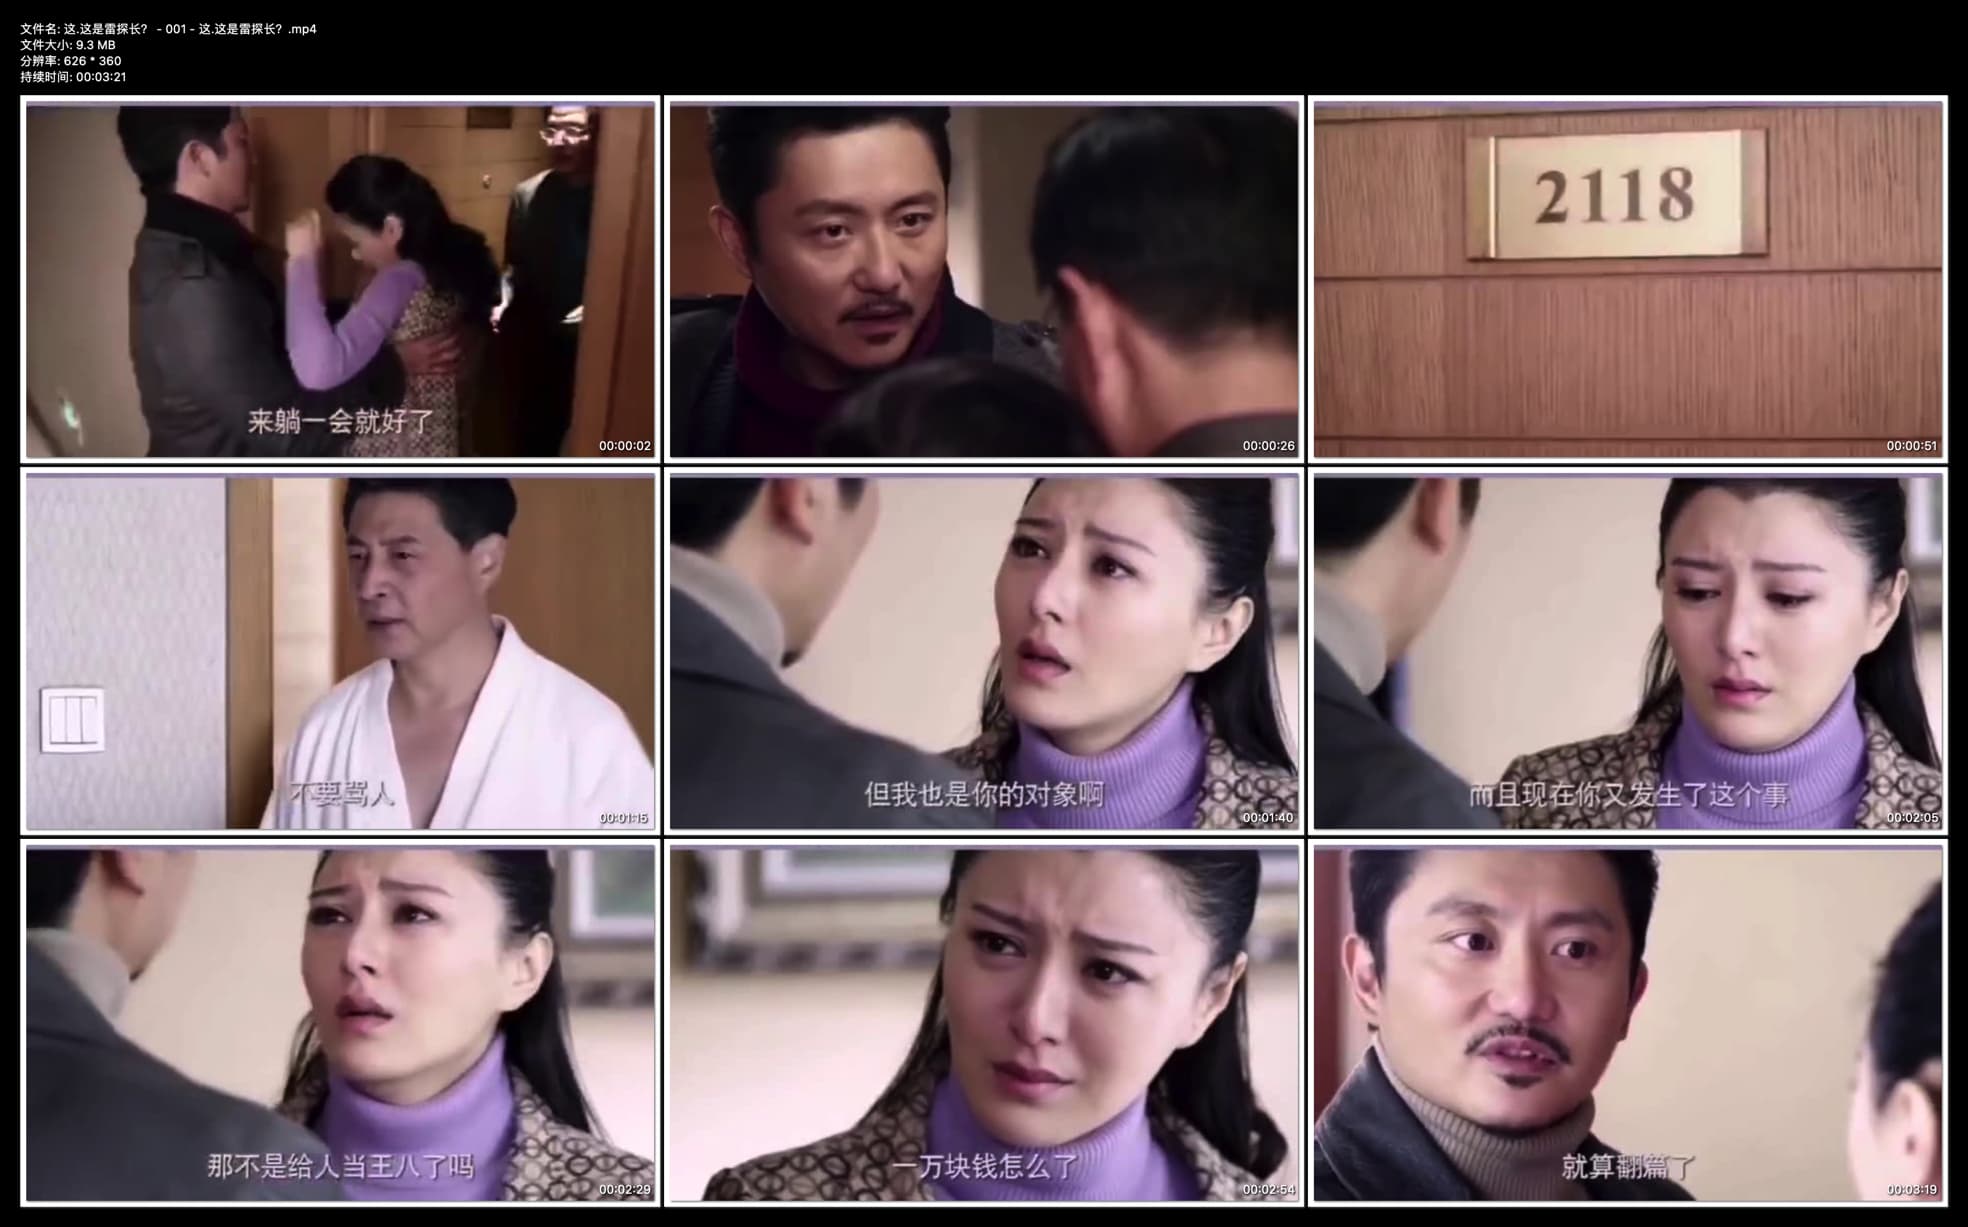 文件名: 这.这是雷探长？ - 001 - 这.这是雷探长？.mp4
文件大小: 9.3 MB
分辨率: 626 * 360
持续时间: 00:03:21
来躺一会就好了
00:00:02
00:00:26
2118
00:00:51
不要骂人
00:01:15
但我也是你的对象啊
00:01:40
而且现在你又发生了这个事
00:02:05
那不是给人当王八了吗
00:02:29
一万块钱怎么了
00:02:54
就算翻篇了
00:03:19